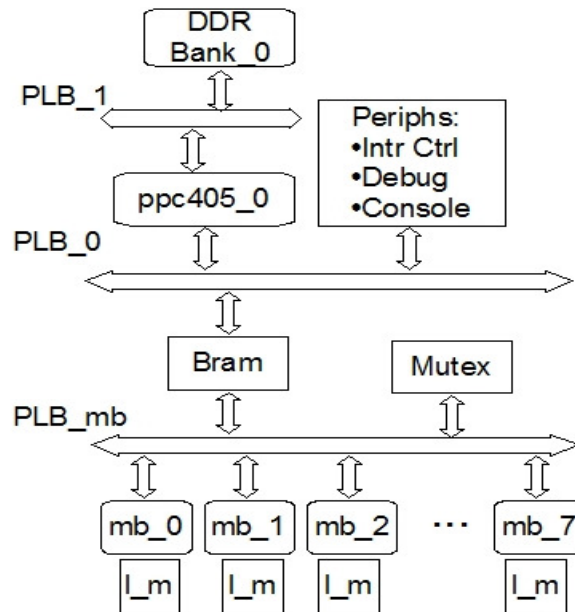 DDR
Bank_0
PLB_1
Periphs:
•Intr Ctrl
•Debug
•Console
ppc405_0
PLB_0
Bram
Mutex
PLB_mb
mb_0
mb_1
mb_2
...
mb_7
l_m
l_m
l_m
l_m